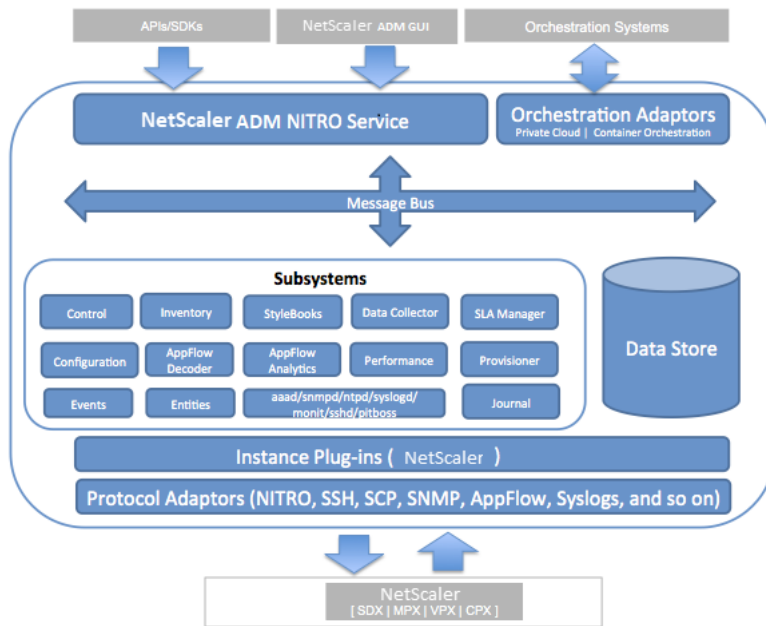 APIs/SDKs
NetScaler ADM GUI
Orchestration Systems
NetScaler ADM NITRO Service
Orchestration Adaptors
Private Cloud | Container Orchestration
Message Bus
Subsystems
Control
Inventory
StyleBooks
Data Collector
SLA Manager
Configuration
AppFlow
Decoder
AppFlow
Analytics
Performance
Provisioner
Events
Entities
aaad/snmpd/ntpd/syslogd/
monit/sshd/pitboss
Journal
Data Store
Instance Plug-ins ( NetScaler )
Protocol Adaptors (NITRO, SSH, SCP, SNMP, AppFlow, Syslogs, and so on)
NetScaler
[ SDX | MPX | VPX | CPX ]